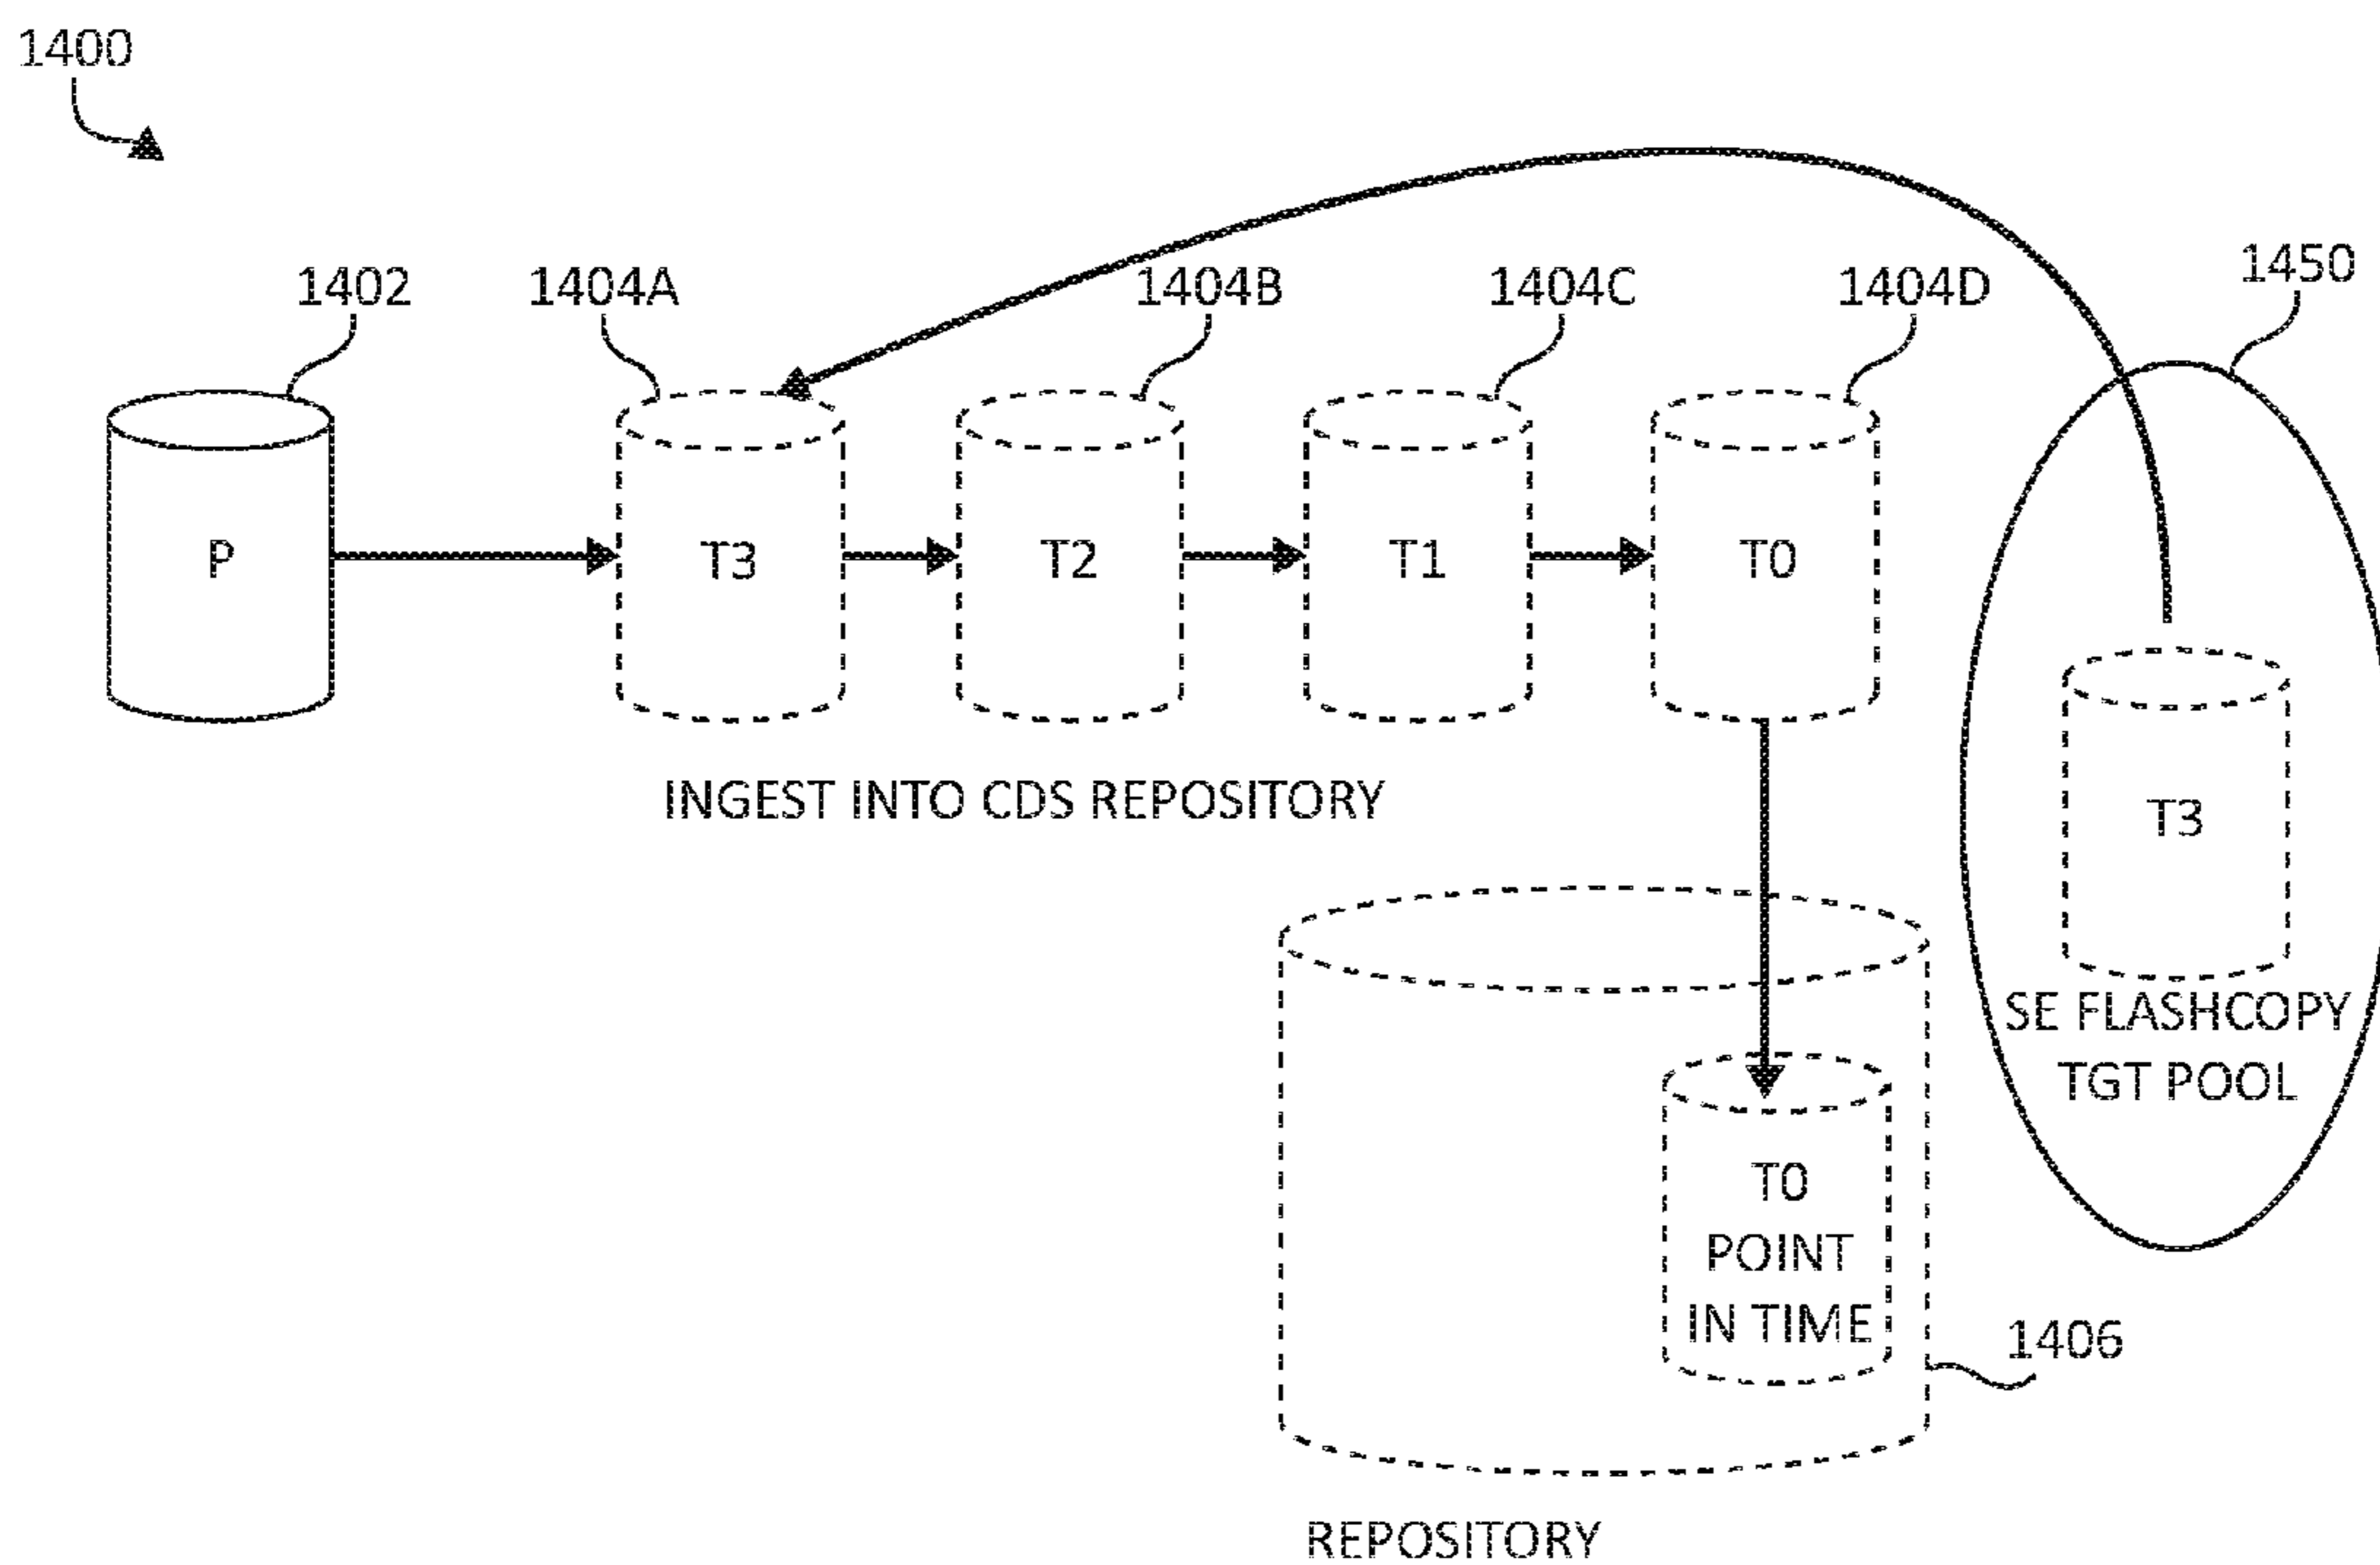 1400
1402
1404A
1404B
1404C
1404D
1450
P
T3
T2
T1
T0
INGEST INTO CDS REPOSITORY
T3
SE FLASHCOPY
TGT POOL
T0
POINT
IN TIME
1406
REPOSITORY